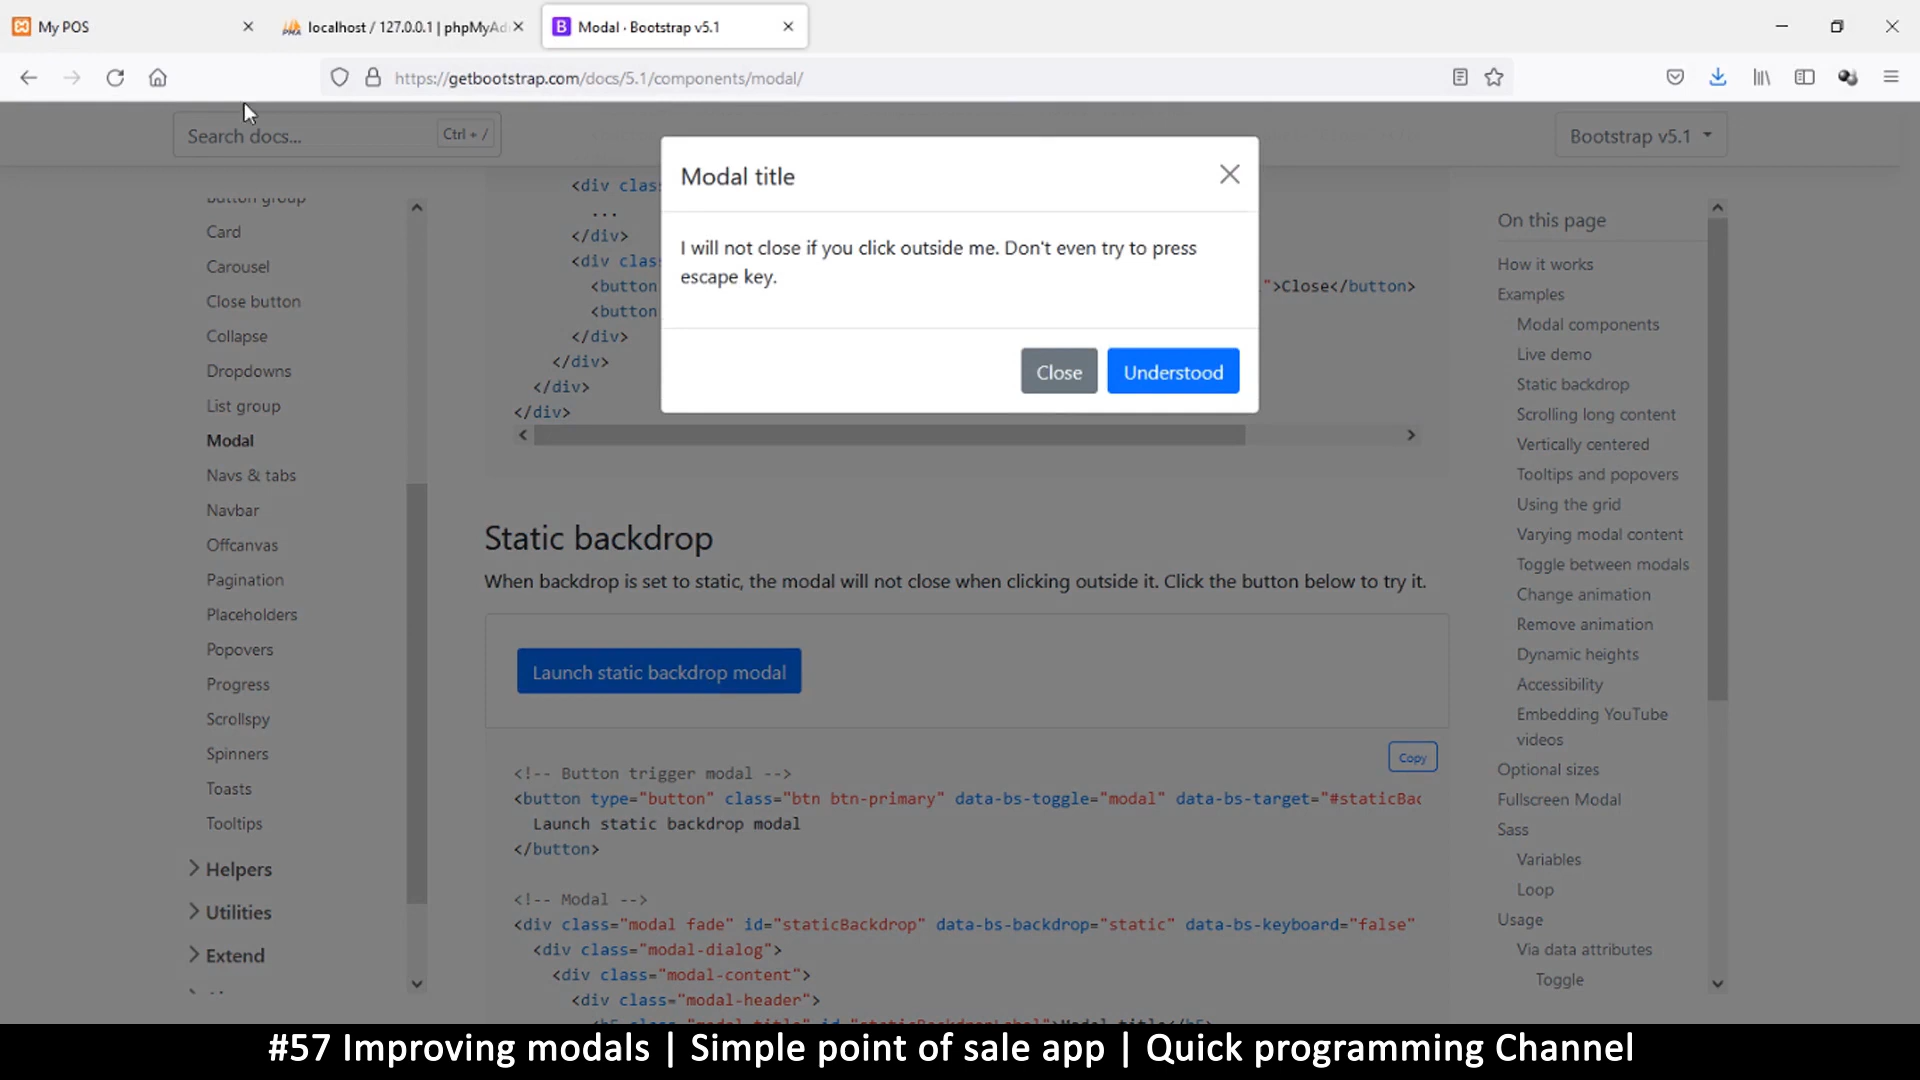 My POS
localhost / 127.0.0.1 | phpMyAd
Modal · Bootstrap v5.1
https://getbootstrap.com/docs/5.1/components/modal/
Search docs...
Ctrl + /
Bootstrap v5.1
Button group
Card
Carousel
Close button
Collapse
Dropdowns
List group
Modal
Navs & tabs
Navbar
Offcanvas
Pagination
Placeholders
Popovers
Progress
Scrollspy
Spinners
Toasts
Tooltips
Helpers
Utilities
Extend
<div clas
...
</div>
<div clas
<button
">Close</button>
<button
</div>
</div>
</div>
</div>
Modal title
I will not close if you click outside me. Don't even try to press
escape key.
Close
Understood
Static backdrop
When backdrop is set to static, the modal will not close when clicking outside it. Click the button below to try it.
Launch static backdrop modal
Copy
<!-- Button trigger modal -->
<button type="button" class="btn btn-primary" data-bs-toggle="modal" data-bs-target="#staticBac
Launch static backdrop modal
</button>
<!-- Modal -->
<div class="modal fade" id="staticBackdrop" data-bs-backdrop="static" data-bs-keyboard="false"
<div class="modal-dialog">
<div class="modal-content">
<div class="modal-header">
<h5 class="modal-title" id="staticBackdropLabel">Modal title</h5>
On this page
How it works
Examples
Modal components
Live demo
Static backdrop
Scrolling long content
Vertically centered
Tooltips and popovers
Using the grid
Varying modal content
Toggle between modals
Change animation
Remove animation
Dynamic heights
Accessibility
Embedding YouTube
videos
Optional sizes
Fullscreen Modal
Sass
Variables
Loop
Usage
Via data attributes
Toggle
#57 Improving modals | Simple point of sale app | Quick programming Channel